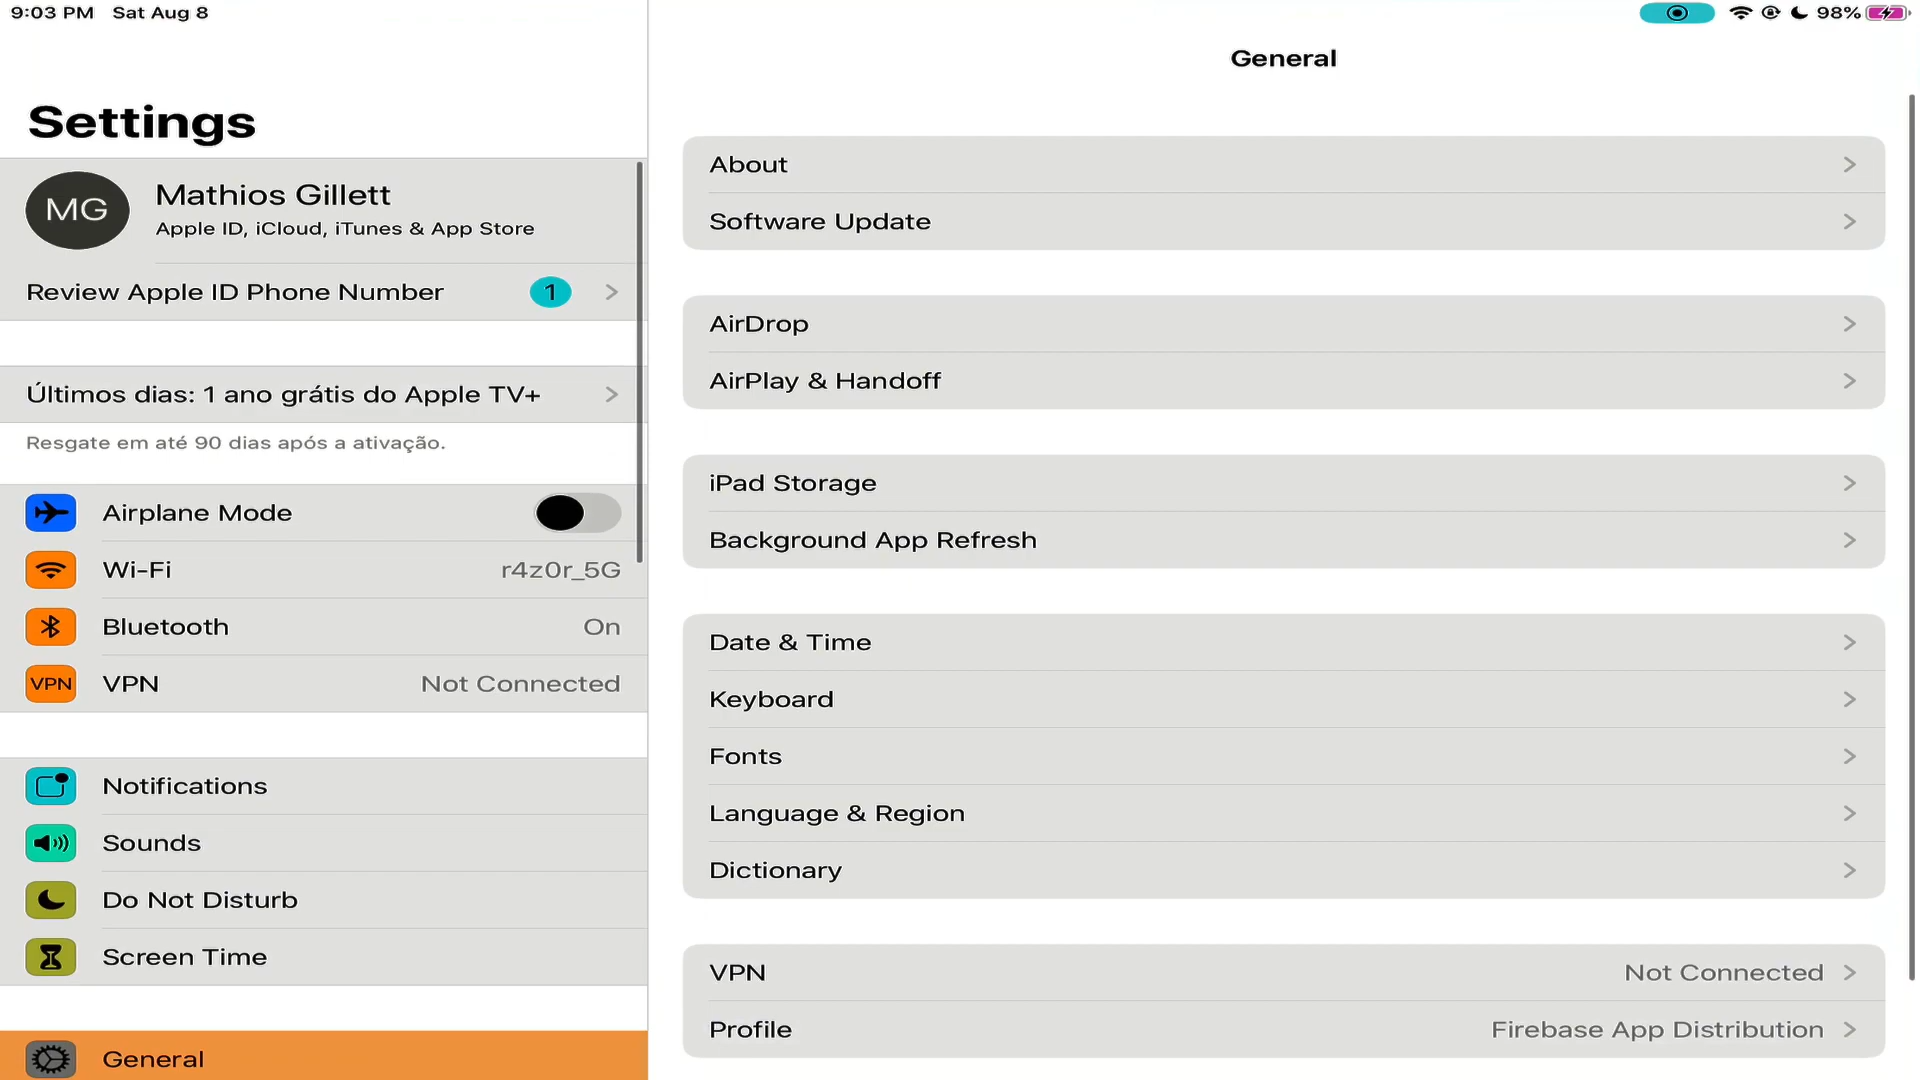 9:03 PM Sat Aug 8
98%
Settings
MG
Mathios Gillett
Apple ID, iCloud, iTunes & App Store
Review Apple ID Phone Number 1
Últimos dias: 1 ano grátis do Apple TV+
Resgate em até 90 dias após a ativação.
Airplane Mode
Wi-Fi r4z0r_5G
Bluetooth On
VPN VPN Not Connected
Notifications
Sounds
Do Not Disturb
Screen Time
General
General
About
Software Update
AirDrop
AirPlay & Handoff
iPad Storage
Background App Refresh
Date & Time
Keyboard
Fonts
Language & Region
Dictionary
VPN Not Connected
Profile Firebase App Distribution